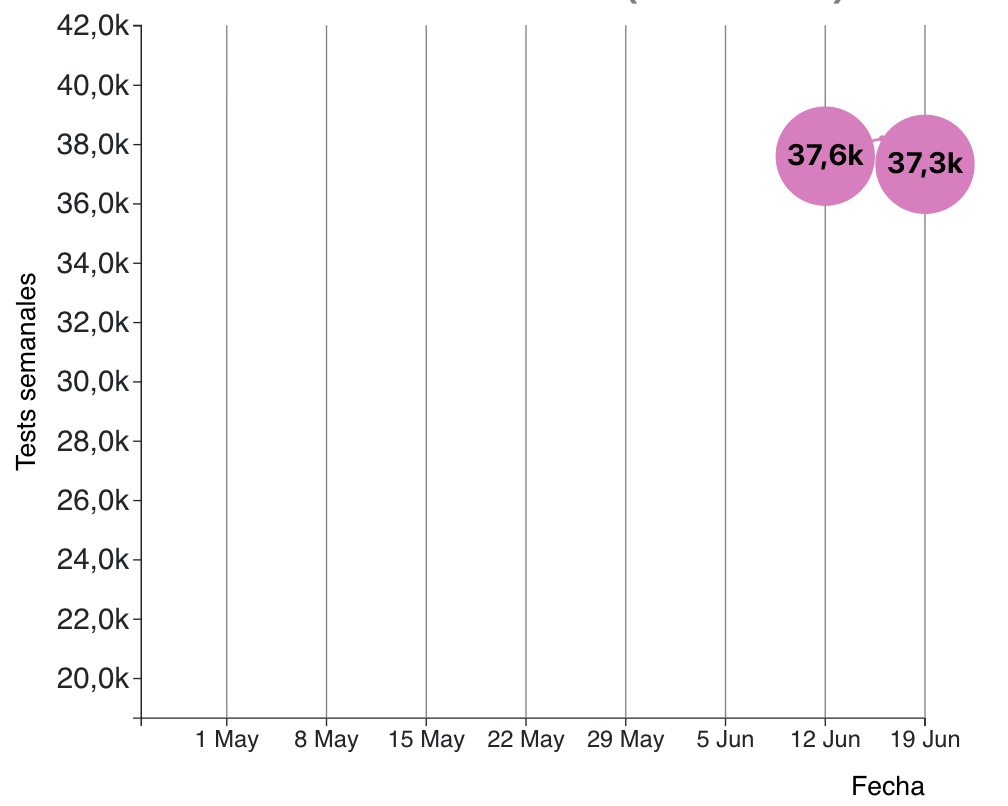 42,0k
40,0k
38,0k
36,0k
34,0k
32,0k
30,0k
28,0k
26,0k
24,0k
22,0k
20,0k
Tests semanales
37,6k
37,3k
1 May 8 May 15 May 22 May 29 May 5 Jun 12 Jun 19 Jun
Fecha